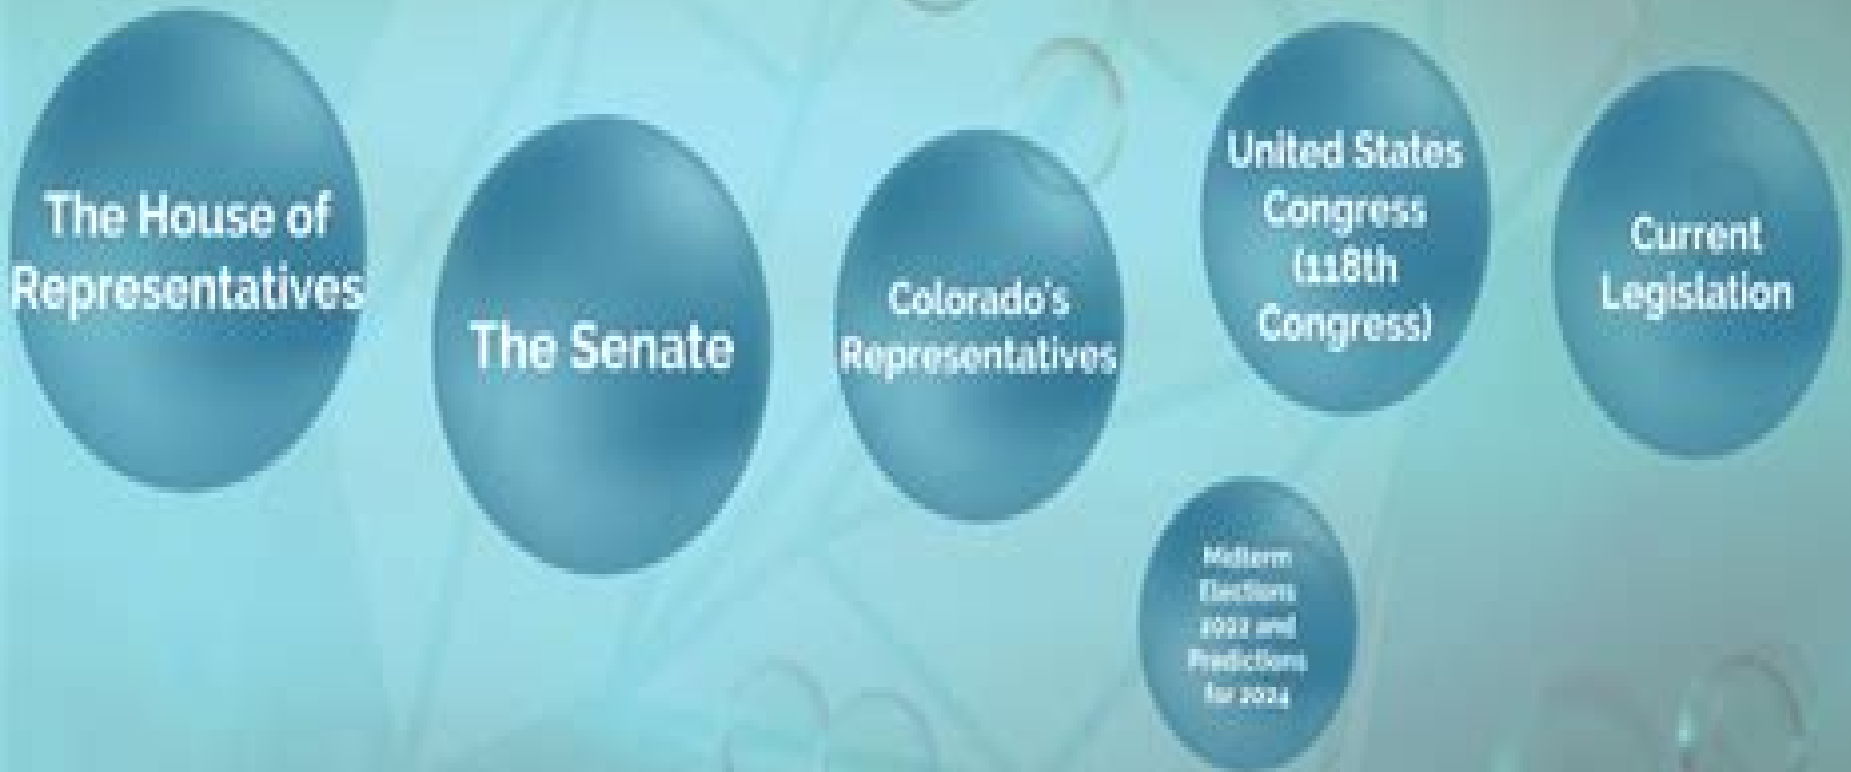 The House of
Representatives
The Senate
Colorado's
Representatives
United States
Congress
(118th
Congress)
Current
Legislation
Midterm
Elections
2022 and
Predictions
for 2024